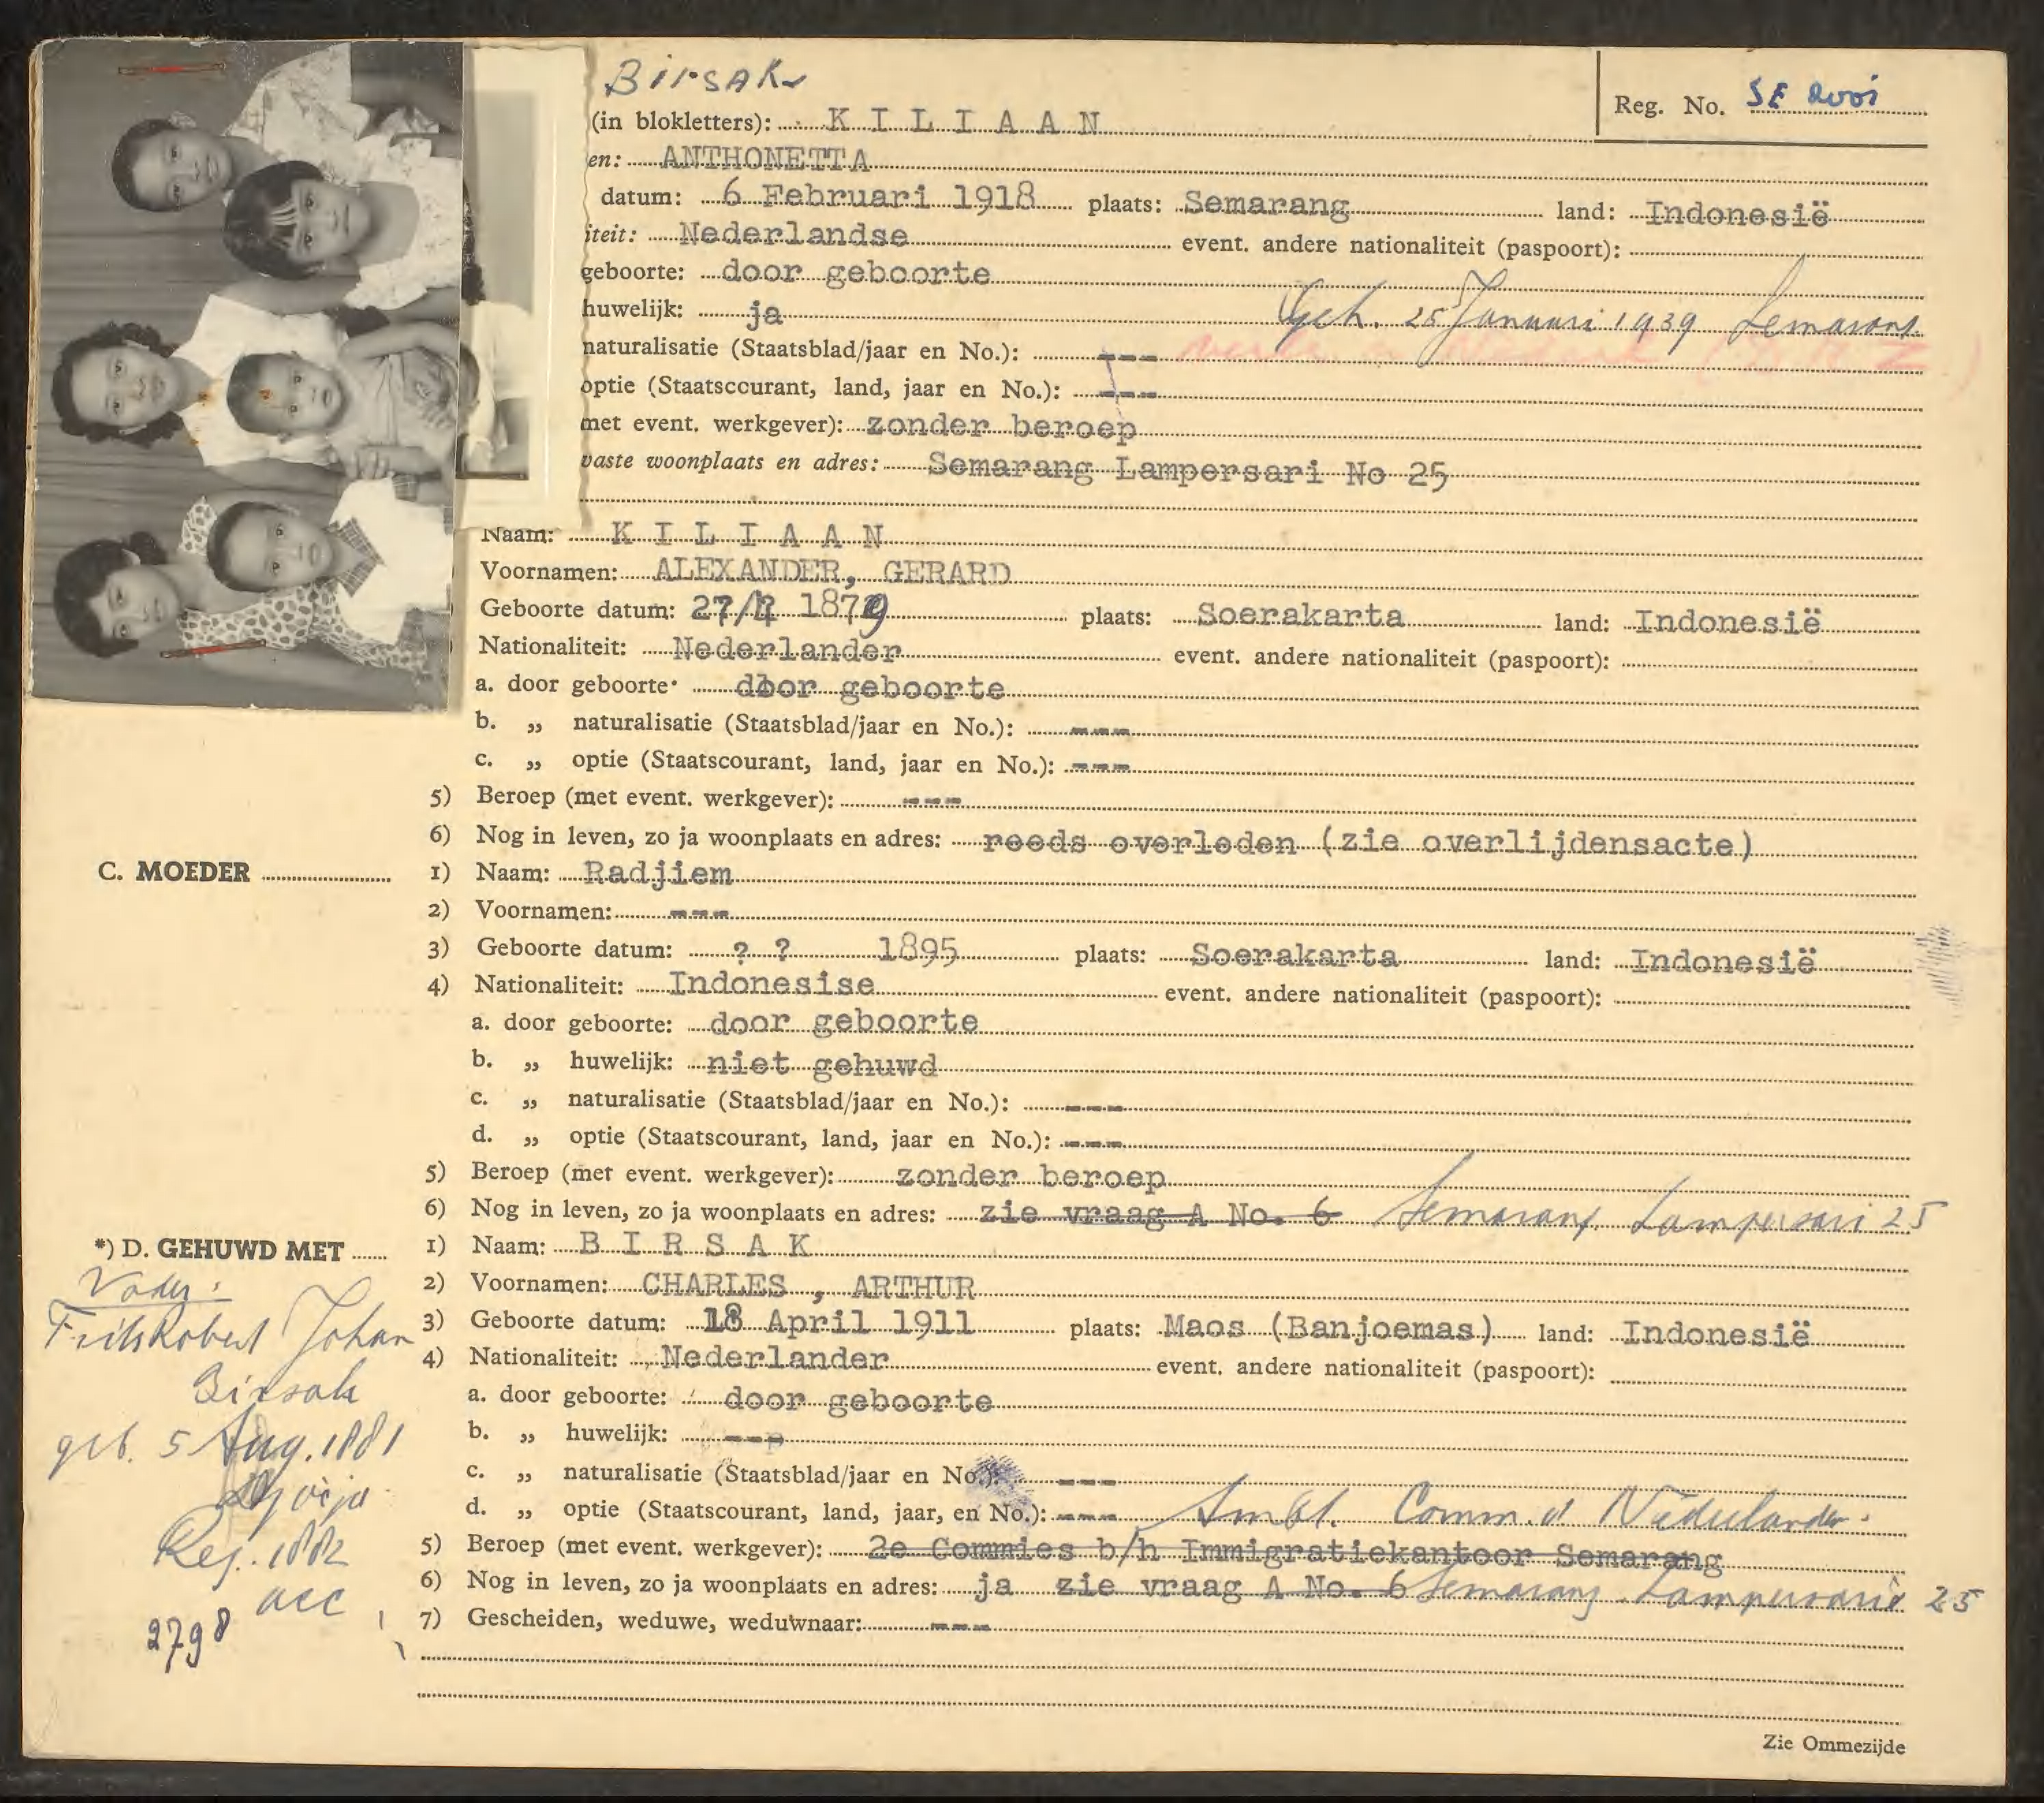 Birsak
(in blokletters): KILIAAN
Reg. No. SE
en: ANTHONETTA
datum: 6 Februari 1918 plaats: Semarang land: Indonesië
iteit: Nederlandse event. andere nationaliteit (paspoort):
geboorte: door geboorte
huwelijk: ja Geh. 25 Januari 1939 Semarang
naturalisatie (Staatsblad/jaar en No.): ---
optie (Staatscourant, land, jaar en No.): ---
met event. werkgever): zonder beroep
vaste woonplaats en adres: Semarang Lampersari No 25
Naam: KILIAAN
Voornamen: ALEXANDER, GERARD
Geboorte datum: 27/ 1879 plaats: Soerakarta land: Indonesië
Nationaliteit: Nederlander event. andere nationaliteit (paspoort):
a. door geboorte door geboorte
b. „ naturalisatie (Staatsblad/jaar en No.): ---
c. „ optie (Staatscourant, land, jaar en No.): ---
5) Beroep (met event. werkgever): ---
6) Nog in leven, zo ja woonplaats en adres: reeds overleden (zie overlijdensacte)
C. MOEDER 1) Naam: Radjiem
2) Voornamen: ---
3) Geboorte datum: ? ? 1895 plaats: Soerakarta land: Indonesië
4) Nationaliteit: Indonesise event. andere nationaliteit (paspoort):
a. door geboorte: door geboorte
b. „ huwelijk: niet gehuwd
c. „ naturalisatie (Staatsblad/jaar en No.): ---
d. „ optie (Staatscourant, land, jaar en No.): ---
5) Beroep (met event. werkgever): zonder beroep
6) Nog in leven, zo ja woonplaats en adres: zie vraag A No. 6 Semarang Lampersari 25
*) D. GEHUWD MET 1) Naam: BIRSAK
2) Voornamen: CHARLES, ARTHUR
3) Geboorte datum: 18 April 1911 plaats: Maos (Banjoemas) land: Indonesië
4) Nationaliteit: Nederlander event. andere nationaliteit (paspoort):
a. door geboorte: door geboorte
b. „ huwelijk: ---
c. „ naturalisatie (Staatsblad/jaar en No.): ---
d. „ optie (Staatscourant, land, jaar, en No.): --- Ambt. Comm. v. Nederlanden.
5) Beroep (met event. werkgever): 2e Commies b/h Immigratiekantoor Semarang
6) Nog in leven, zo ja woonplaats en adres: ja zie vraag A No. 6 Semarang Lampersarie 25
7) Gescheiden, weduwe, weduwnaar: ---
Vader:
Frits Robert Johan
Birsak
geb. 5 Aug. 1881
Reg. 1882
acc
2798
Zie Ommezijde